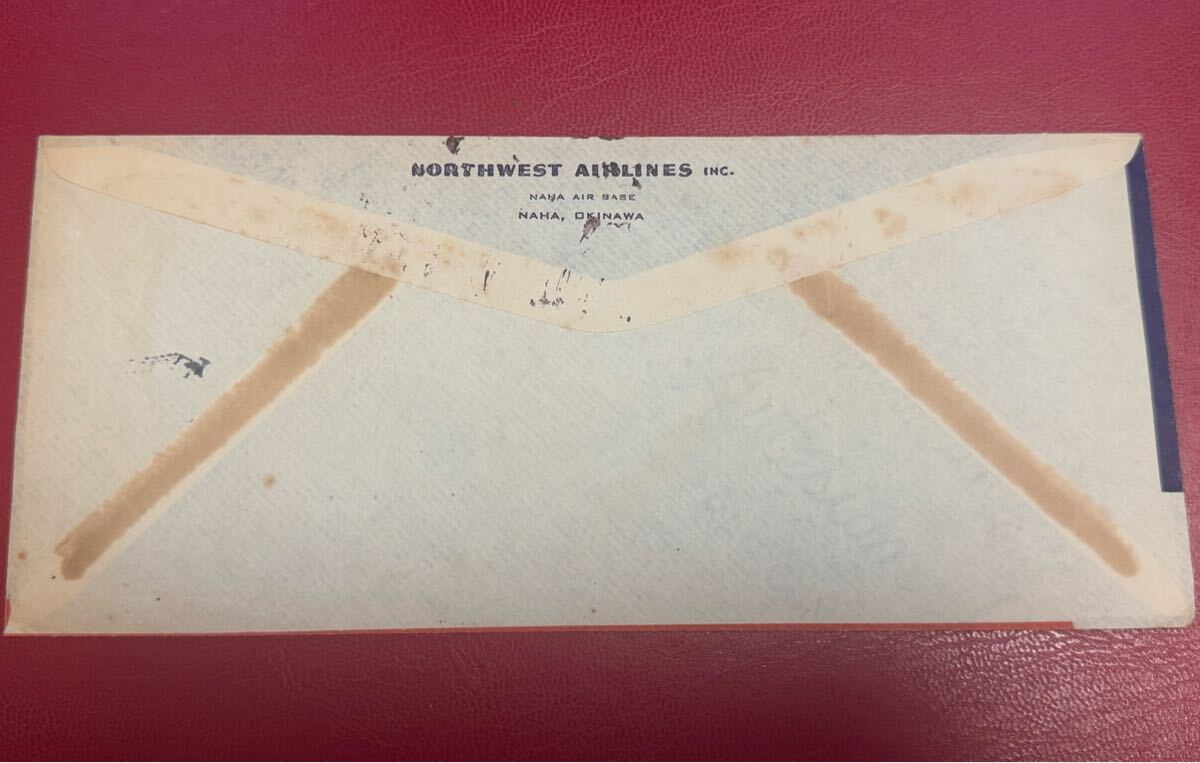 NORTHWEST AIRLINES INC.
NAHA AIR BASE
NAHA, OKINAWA